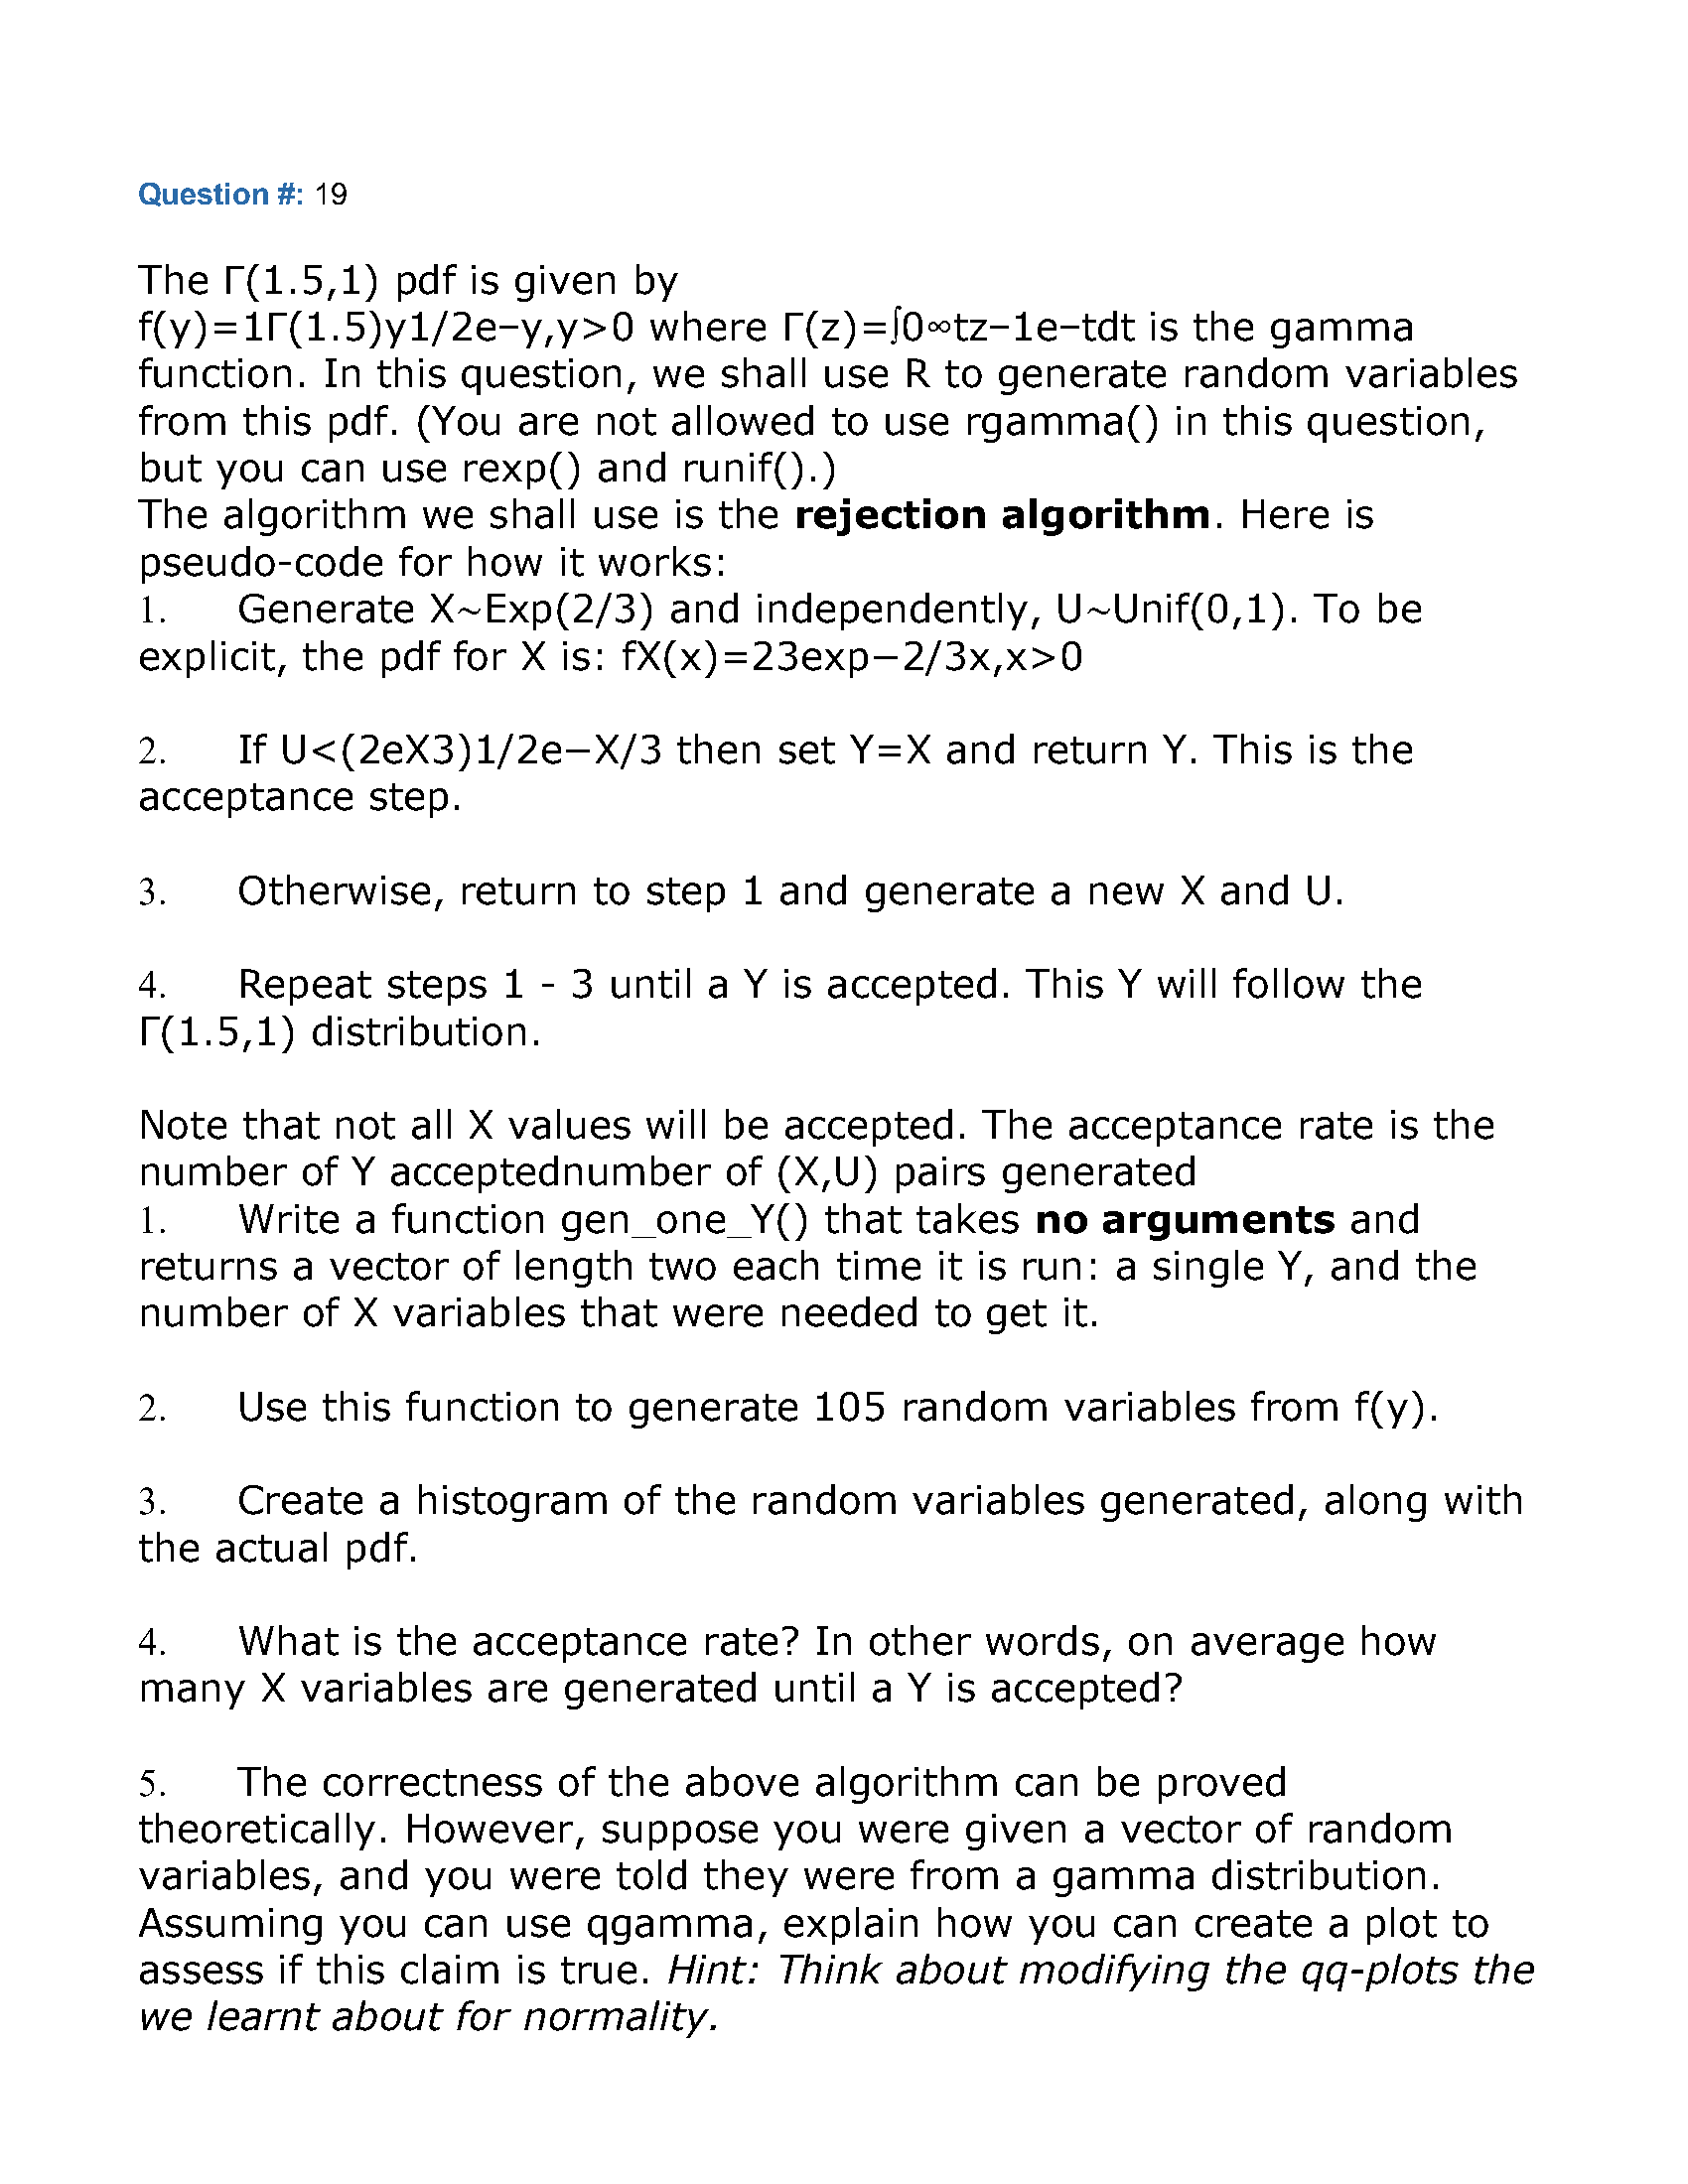 Question #: 19
The Γ(1.5,1) pdf is given by
f(y)=1Γ(1.5)y1/2e–y,y>0 where Γ(z)=∫0∞tz–1e–tdt is the gamma
function. In this question, we shall use R to generate random variables
from this pdf. (You are not allowed to use rgamma() in this question,
but you can use rexp() and runif().)
The algorithm we shall use is the rejection algorithm. Here is
pseudo-code for how it works:
1. Generate X~Exp(2/3) and independently, U~Unif(0,1). To be
explicit, the pdf for X is: fX(x)=23exp−2/3x,x>0
2. If U<(2eX3)1/2e−X/3 then set Y=X and return Y. This is the
acceptance step.
3. Otherwise, return to step 1 and generate a new X and U.
4. Repeat steps 1 - 3 until a Y is accepted. This Y will follow the
Γ(1.5,1) distribution.
Note that not all X values will be accepted. The acceptance rate is the
number of Y acceptednumber of (X,U) pairs generated
1. Write a function gen_one_Y() that takes no arguments and
returns a vector of length two each time it is run: a single Y, and the
number of X variables that were needed to get it.
2. Use this function to generate 105 random variables from f(y).
3. Create a histogram of the random variables generated, along with
the actual pdf.
4. What is the acceptance rate? In other words, on average how
many X variables are generated until a Y is accepted?
5. The correctness of the above algorithm can be proved
theoretically. However, suppose you were given a vector of random
variables, and you were told they were from a gamma distribution.
Assuming you can use qgamma, explain how you can create a plot to
assess if this claim is true. Hint: Think about modifying the qq-plots the
we learnt about for normality.